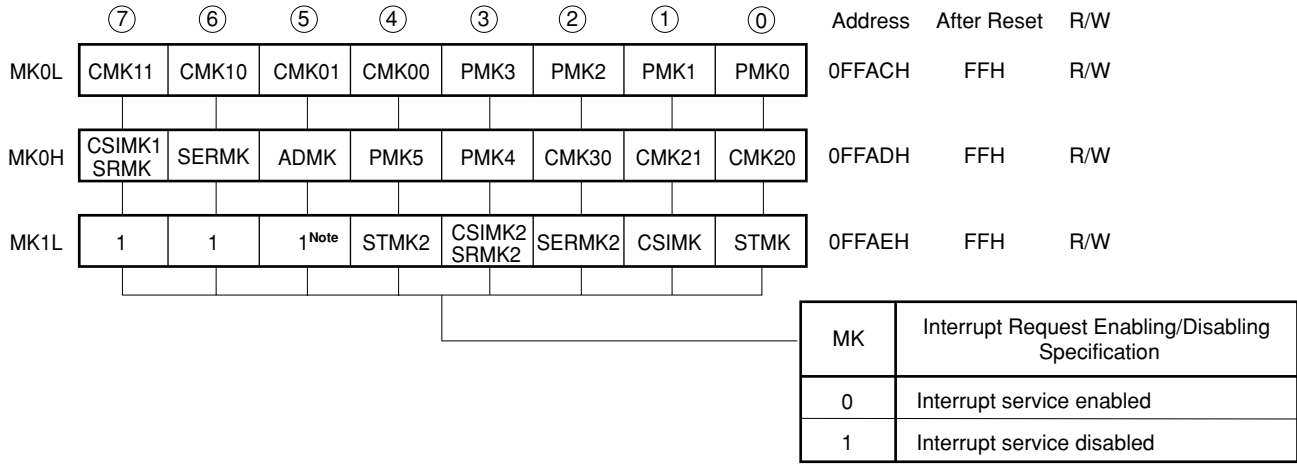 ⑦ ⑥ ⑤ ④ ③ ② ① ⓪ Address After Reset R/W
MK0L CMK11 CMK10 CMK01 CMK00 PMK3 PMK2 PMK1 PMK0 0FFACH FFH R/W
MK0H CSIMK1 SRMK SERMK ADMK PMK5 PMK4 CMK30 CMK21 CMK20 0FFADH FFH R/W
MK1L 1 1 1Note STMK2 CSIMK2 SRMK2 SERMK2 CSIMK STMK 0FFAEH FFH R/W
MK Interrupt Request Enabling/Disabling
Specification
0 Interrupt service enabled
1 Interrupt service disabled